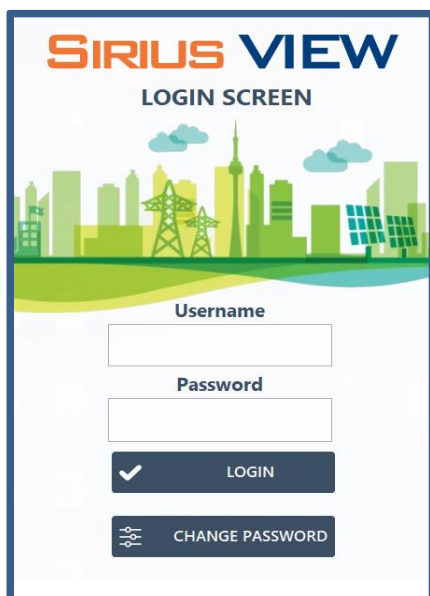 SIRIUS VIEW
LOGIN SCREEN
Username
Password
LOGIN
CHANGE PASSWORD